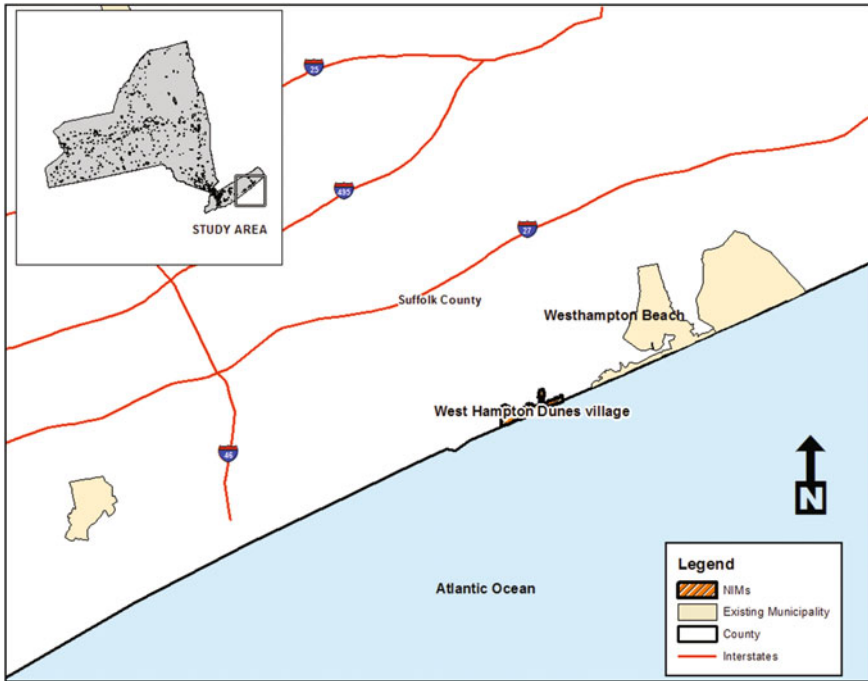 STUDY AREA
25
495
27
Suffolk County
Westhampton Beach
West Hampton Dunes village
46
N
Atlantic Ocean
Legend
NIMs
Existing Municipality
County
Interstates